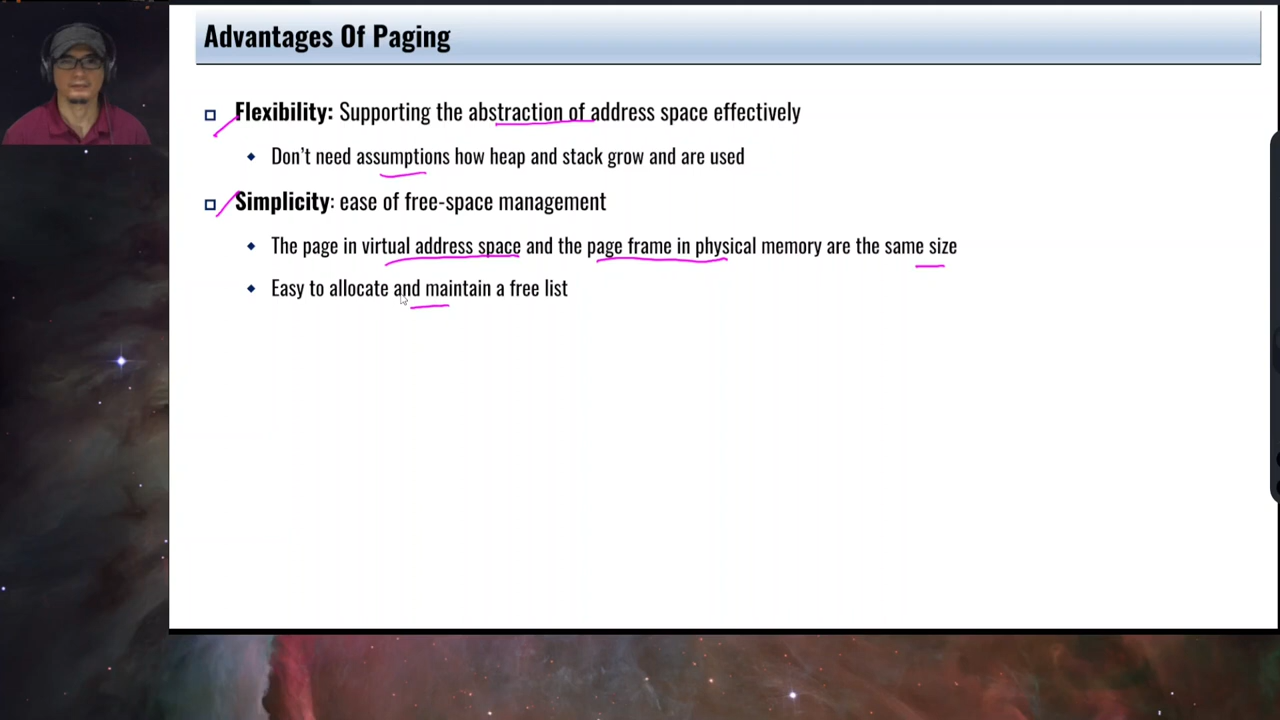 Advantages Of Paging
Flexibility: Supporting the abstraction of address space effectively
Don't need assumptions how heap and stack grow and are used
Simplicity: ease of free-space management
The page in virtual address space and the page frame in physical memory are the same size
Easy to allocate and maintain a free list